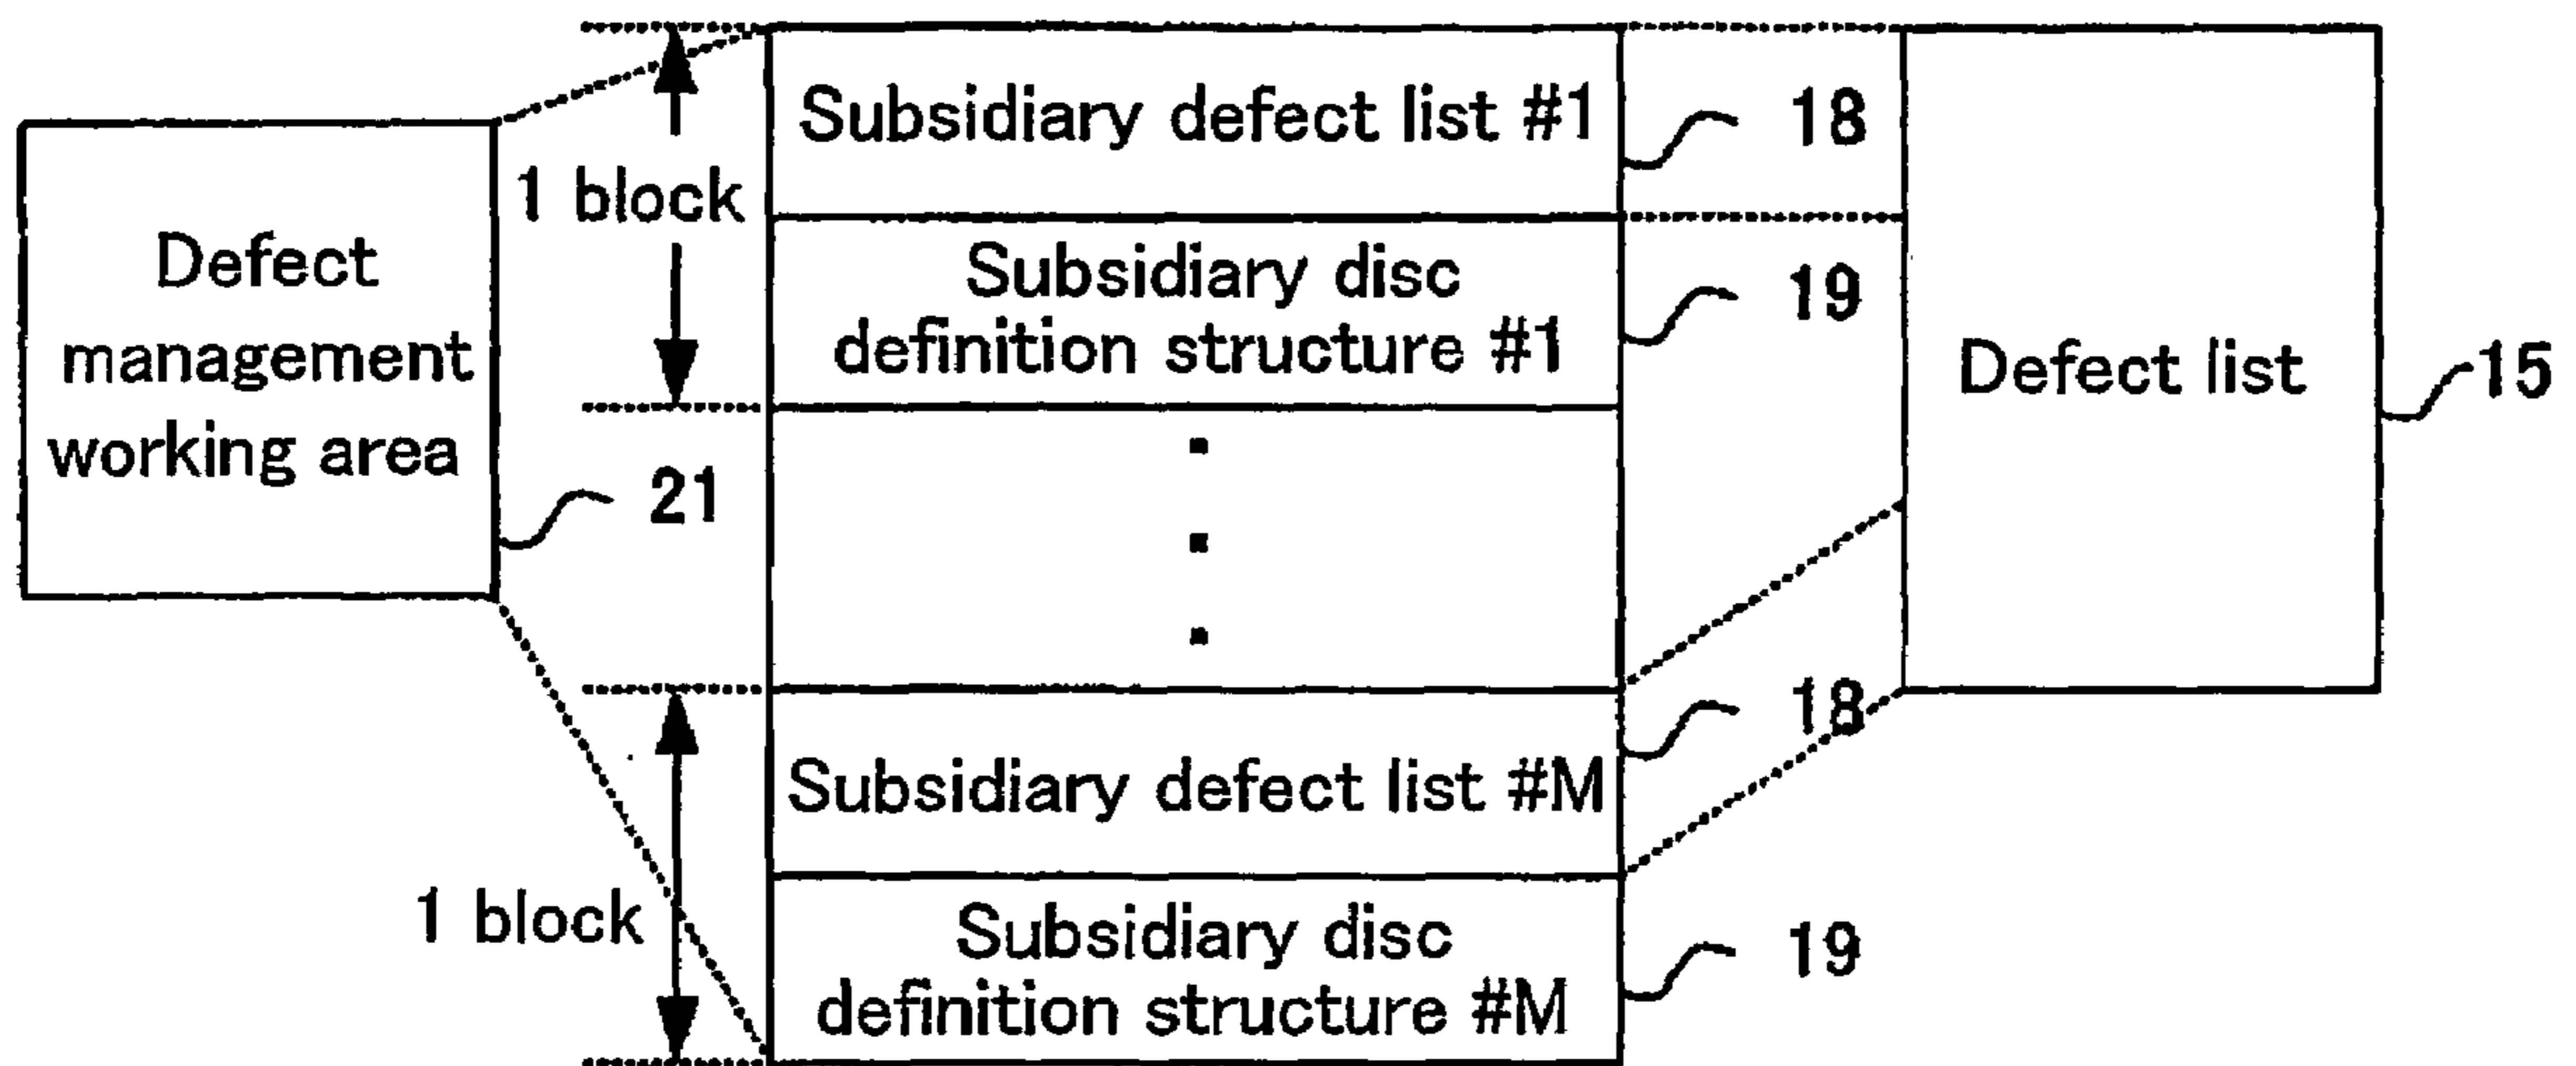 Defect
management
working area
21
1 block
Subsidiary defect list #1
18
Subsidiary disc
definition structure #1
19
Subsidiary defect list #M
18
1 block
Subsidiary disc
definition structure #M
19
Defect list
15